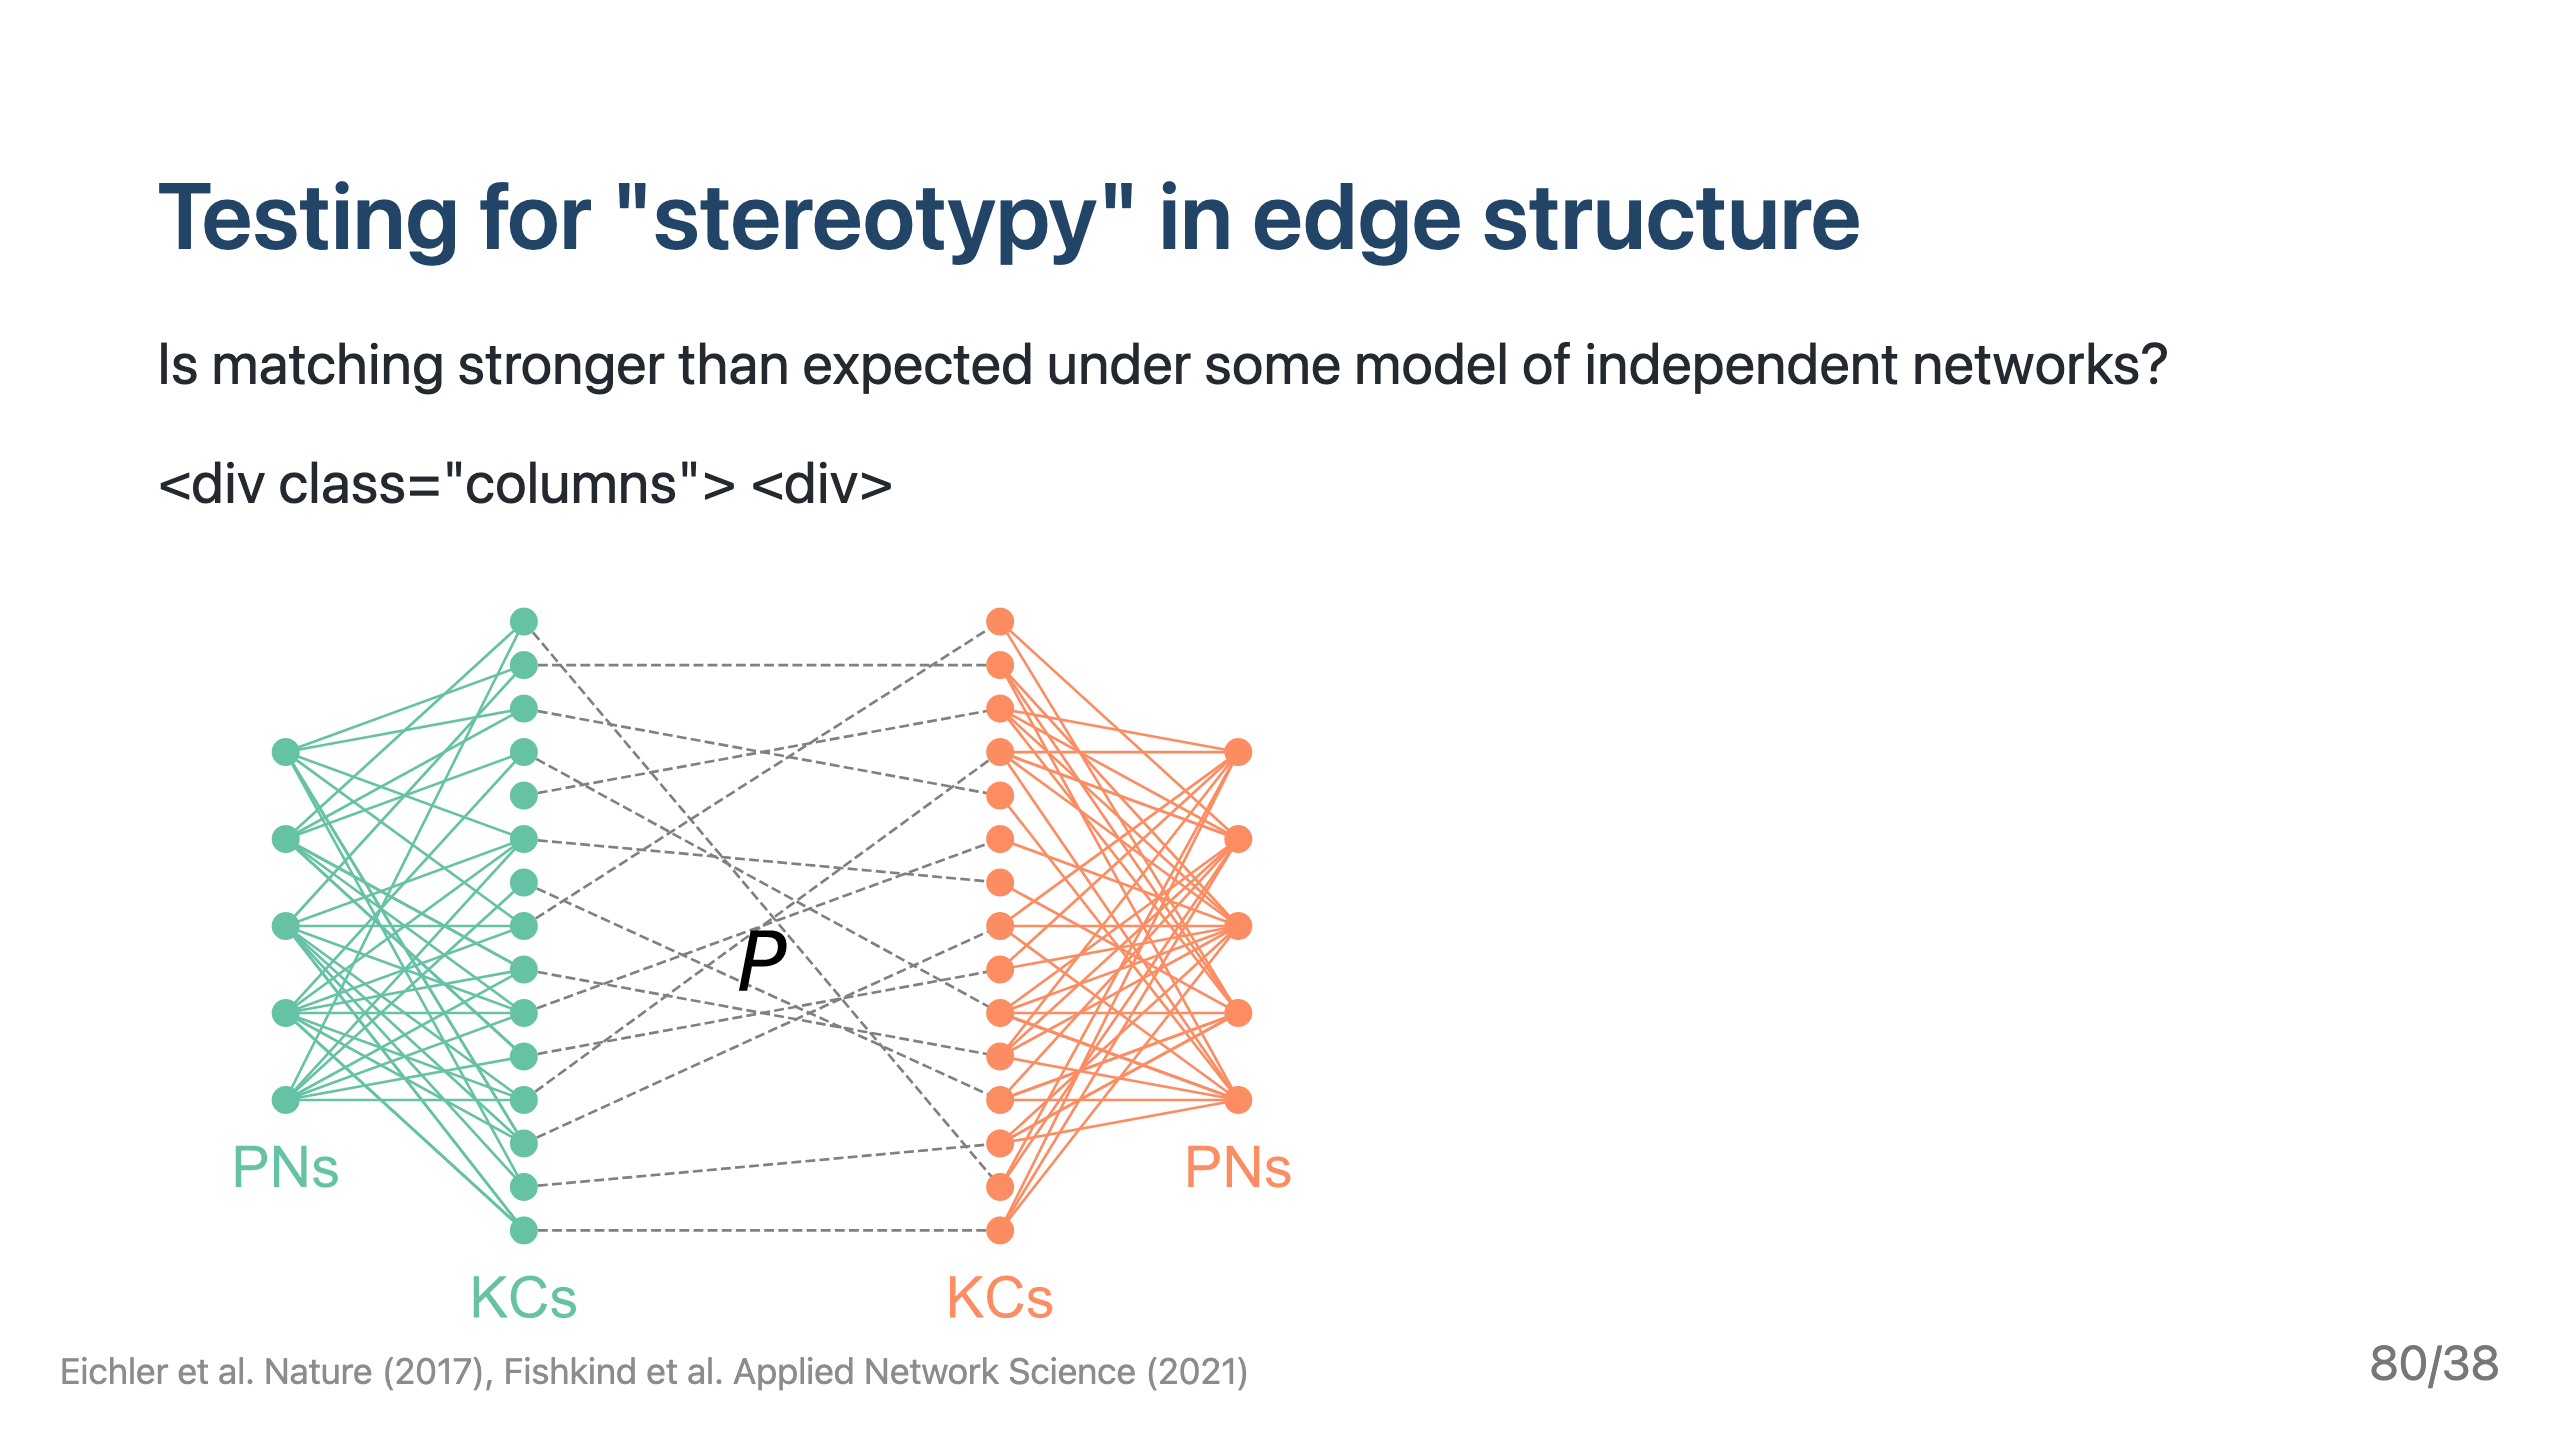 Testing for "stereotypy" in edge structure
Is matching stronger than expected under some model of independent networks?
<div class="columns"> <div>
P
PNs
PNs
KCs
KCs
Eichler et al. Nature (2017), Fishkind et al. Applied Network Science (2021)
80/38